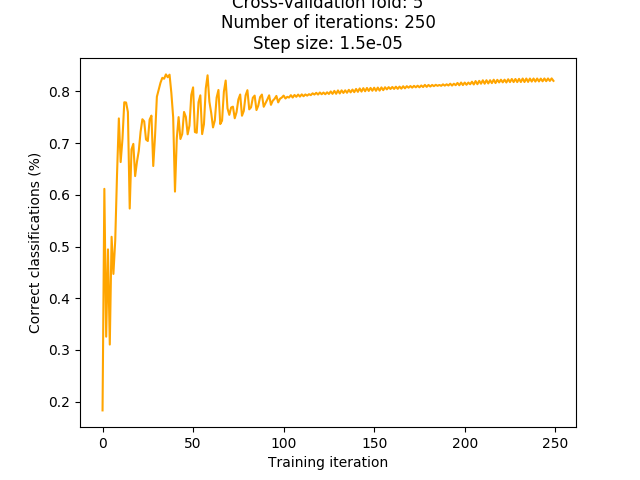 Cross-validation fold: 5
Number of iterations: 250
Step size: 1.5e-05
0.8
0.7
0.6
0.5
0.4
0.3
0.2
Correct classifications (%)
0 50 100 150 200 250
Training iteration